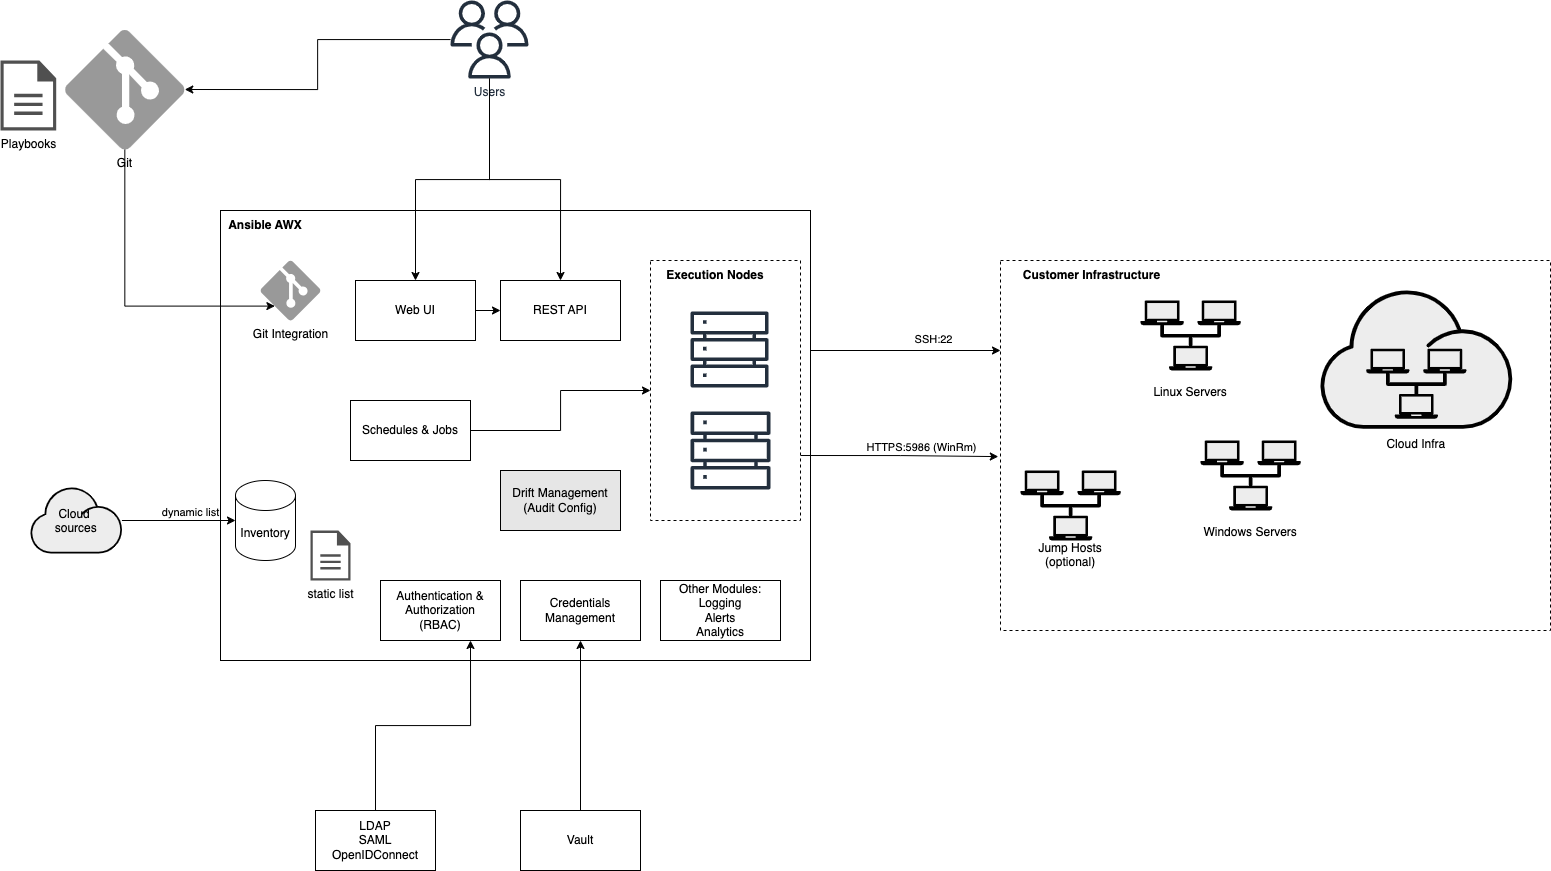 Users
Playbooks
Git
Ansible AWX
Git Integration
Web UI
REST API
Execution Nodes
Customer Infrastructure
SSH:22
Linux Servers
Cloud Infra
Schedules & Jobs
HTTPS:5986 (WinRm)
Drift Management
(Audit Config)
Cloud
sources
dynamic list
Inventory
static list
Windows Servers
Jump Hosts
(optional)
Authentication &
Authorization
(RBAC)
Credentials
Management
Other Modules:
Logging
Alerts
Analytics
LDAP
SAML
OpenIDConnect
Vault